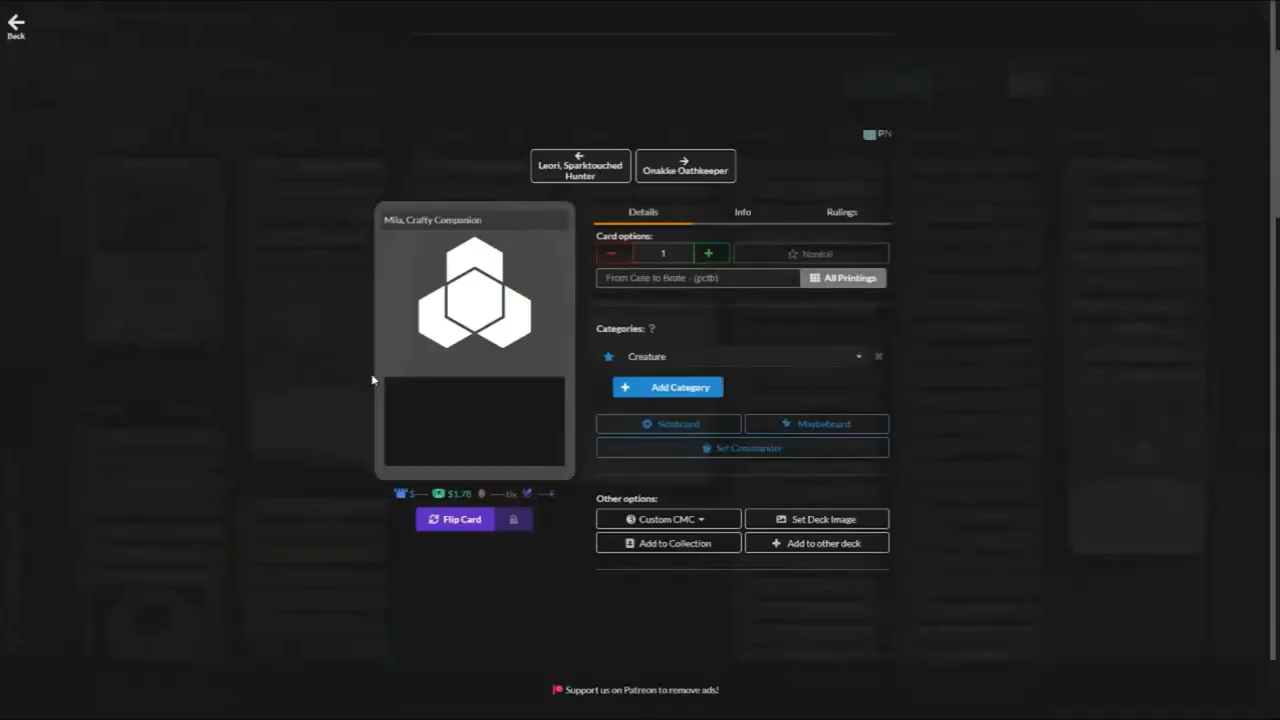 Back
PN
Leori, Sparktouched
Hunter
Onakke Oathkeeper
Mila, Crafty Companion
Details
Info
Rulings
Card options:
1
Nonfoil
From Cute to Brute - (pctb)
All Printings
Categories: ?
Creature
Add Category
Sideboard
Maybeboard
Set Commander
$---
$1.78
Flip Card
Other options:
Custom CMC
Set Deck Image
Add to Collection
Add to other deck
Support us on Patreon to remove ads!